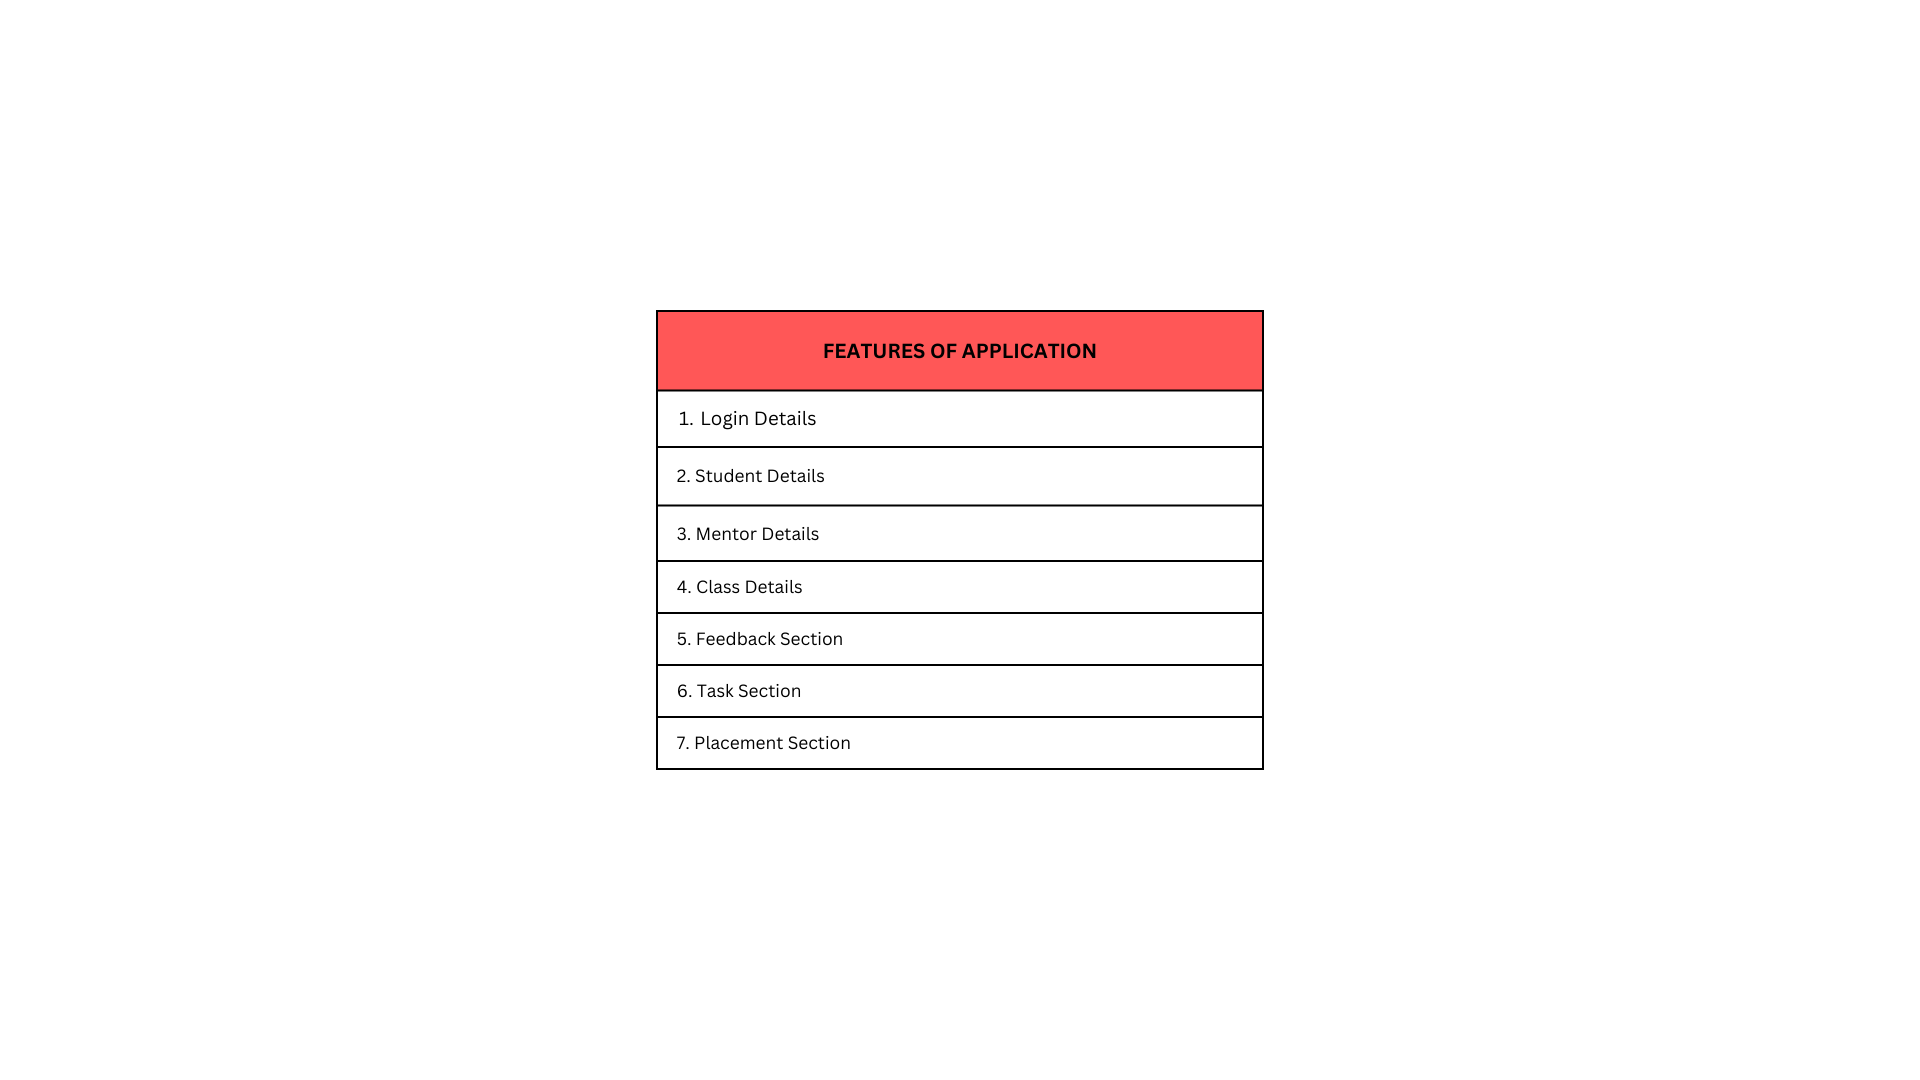 FEATURES OF APPLICATION
1. Login Details
2. Student Details
3. Mentor Details
4. Class Details
5. Feedback Section
6. Task Section
7. Placement Section